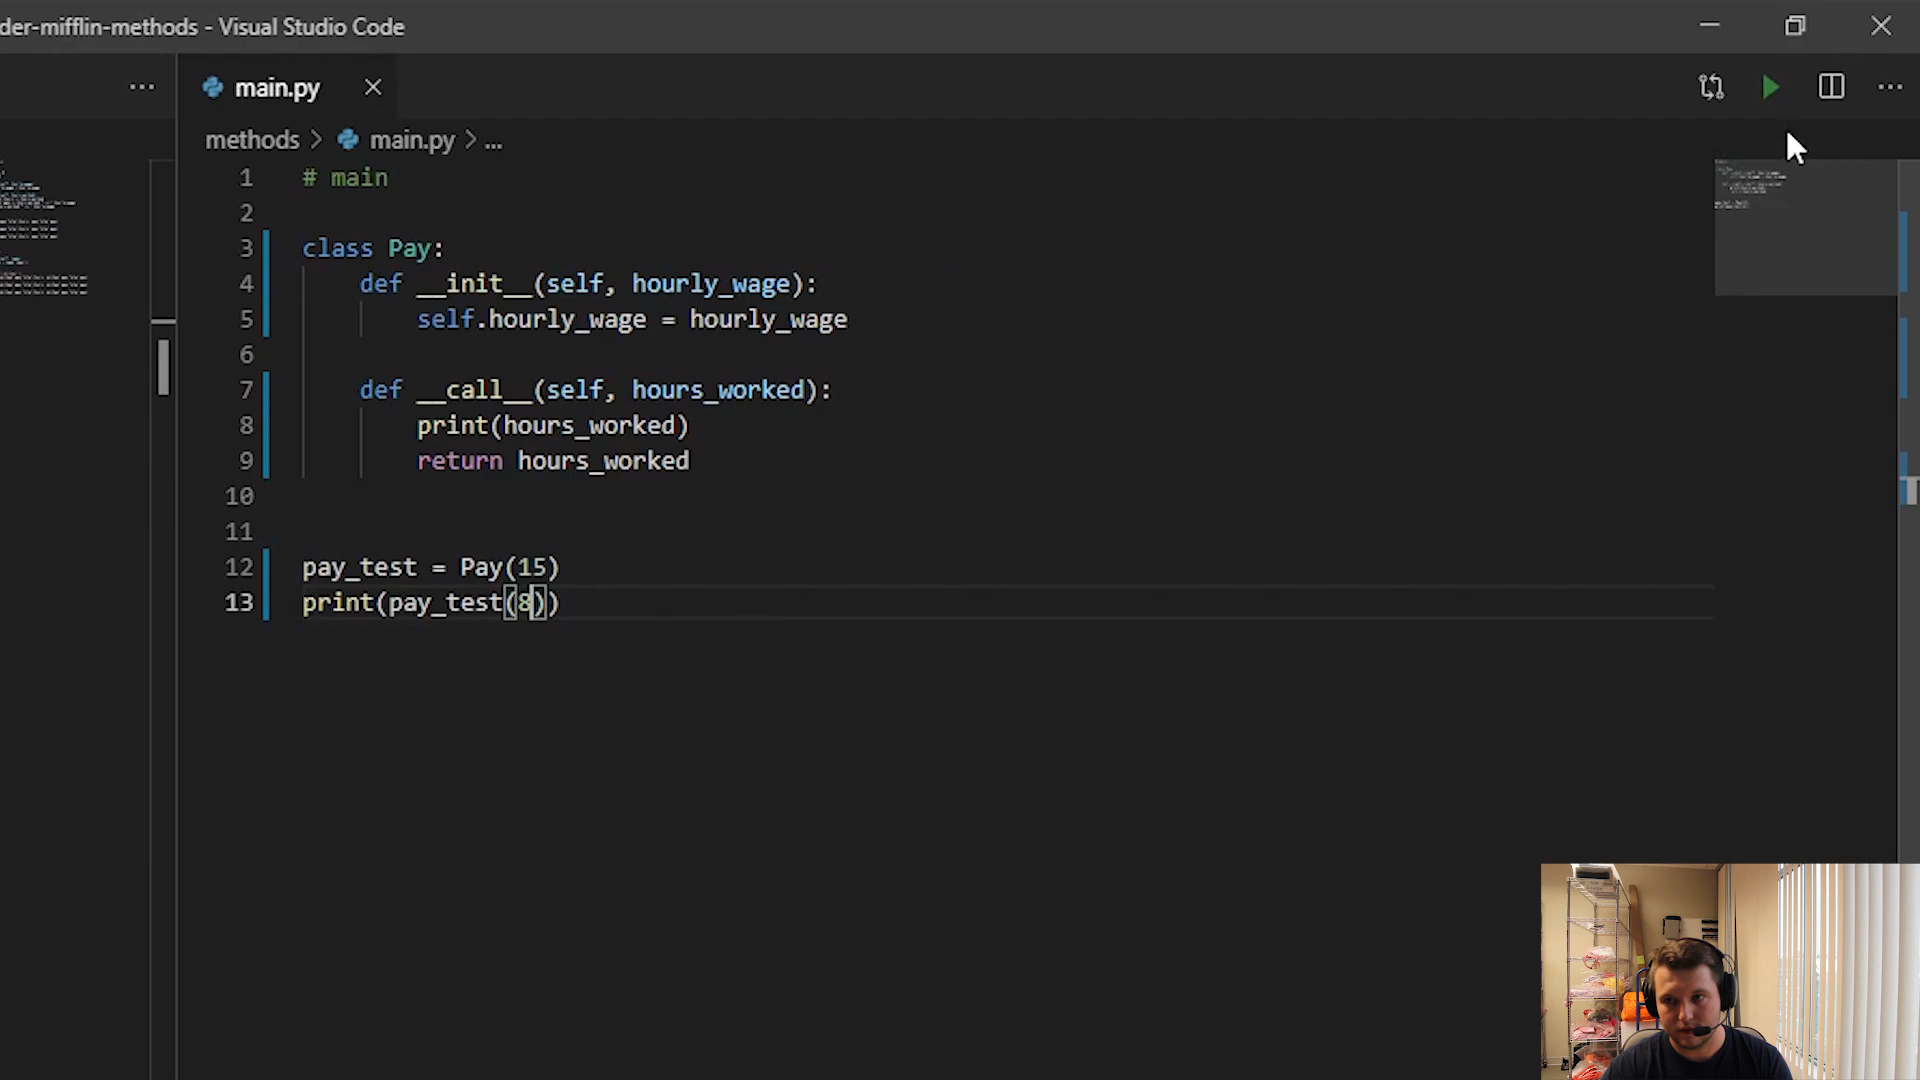 der-mifflin-methods - Visual Studio Code
main.py
methods > main.py > ...
1 # main
2
3 class Pay:
4 def __init__(self, hourly_wage):
5 self.hourly_wage = hourly_wage
6
7 def __call__(self, hours_worked):
8 print(hours_worked)
9 return hours_worked
10
11
12 pay_test = Pay(15)
13 print(pay_test(8))